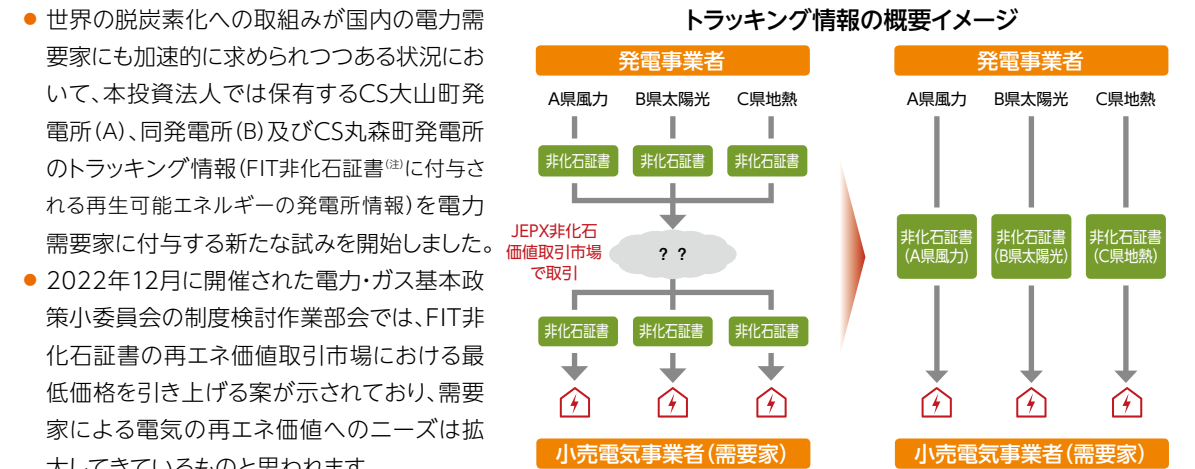 ● 世界の脱炭素化への取組みが国内の電力需
要家にも加速的に求められつつある状況にお
いて、本投資法人では保有するCS大山町発
電所(A)、同発電所(B)及びCS丸森町発電所
のトラッキング情報(FIT非化石証書(注)に付与さ
れる再生可能エネルギーの発電所情報)を電力
需要家に付与する新たな試みを開始しました。
● 2022年12月に開催された電力・ガス基本政
策小委員会の制度検討作業部会では、FIT非
化石証書の再エネ価値取引市場における最
低価格を引き上げる案が示されており、需要
家による電気の再エネ価値へのニーズは拡
大してきているものと思われます。
トラッキング情報の概要イメージ
発電事業者
A県風力 B県太陽光 C県地熱
非化石証書 非化石証書 非化石証書
JEPX非化石
価値取引市場
で取引
? ?
非化石証書 非化石証書 非化石証書
小売電気事業者(需要家)
発電事業者
A県風力 B県太陽光 C県地熱
非化石証書 非化石証書 非化石証書
(A県風力) (B県太陽光) (C県地熱)
小売電気事業者(需要家)